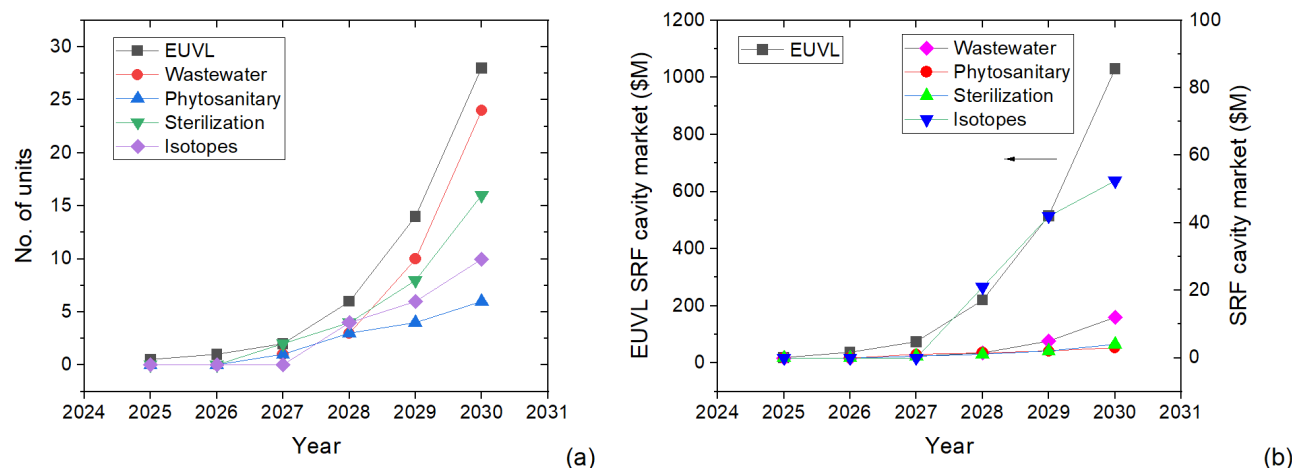 30
25
20
15
10
5
0
2024 2025 2026 2027 2028 2029 2030 2031
No. of units
Year
EUVL
Wastewater
Phytosanitary
Sterilization
Isotopes
(a)
1200
1000
800
600
400
200
0
EUVL SRF cavity market ($M)
2024 2025 2026 2027 2028 2029 2030 2031
Year
EUVL
Wastewater
Phytosanitary
Sterilization
Isotopes
100
80
60
40
20
0
SRF cavity market ($M)
(b)